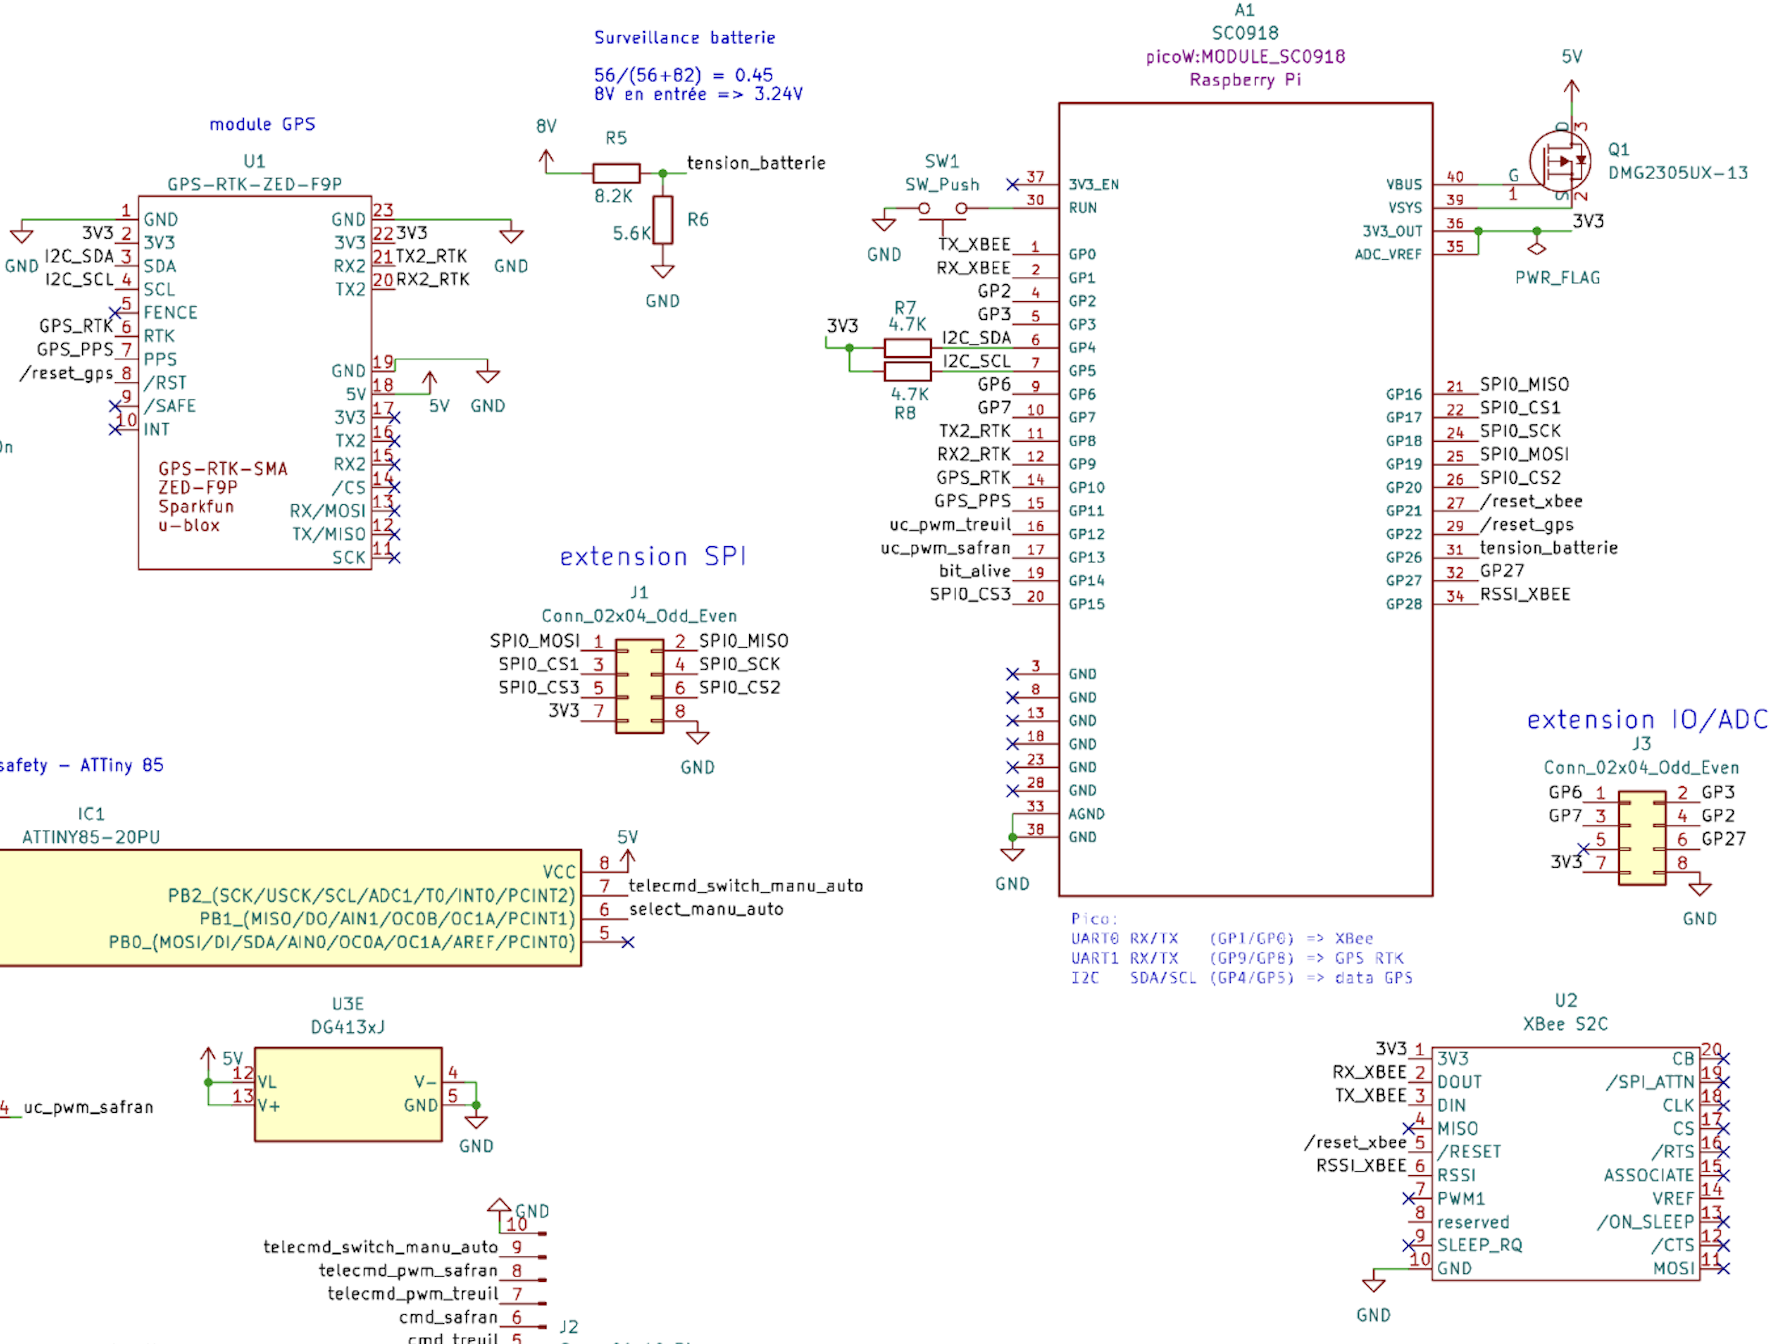 Surveillance batterie
56/(56+82) = 0.45
8V en entrée => 3.24V
8V
R5
8.2K
tension_batterie
R6
5.6K
GND
module GPS
U1
GPS-RTK-ZED-F9P
1 GND
2 3V3
3 SDA
4 SCL
5 FENCE
6 RTK
7 PPS
8 /RST
9 /SAFE
10 INT
GND
3V3
I2C_SDA
I2C_SCL
GPS_RTK
GPS_PPS
/reset_gps
GND 23
3V3 22 3V3
RX2 21 TX2_RTK
TX2 20 RX2_RTK
GND
GND 19
5V 18
5V
GND
3V3 17
TX2 16
RX2 15
/CS 14
RX/MOSI 13
TX/MISO 12
SCK 11
GPS-RTK-SMA
ZED-F9P
Sparkfun
u-blox
A1
SC0918
picoW:MODULE_SC0918
Raspberry Pi
SW1
SW_Push
GND
37 3V3_EN
30 RUN
TX_XBEE 1 GP0
RX_XBEE 2 GP1
GP2 4 GP2
GP3 5 GP3
I2C_SDA 6 GP4
I2C_SCL 7 GP5
GP6 9 GP6
GP7 10 GP7
TX2_RTK 11 GP8
RX2_RTK 12 GP9
GPS_RTK 14 GP10
GPS_PPS 15 GP11
uc_pwm_treuil 16 GP12
uc_pwm_safran 17 GP13
bit_alive 19 GP14
SPI0_CS3 20 GP15
3V3
R7
4.7K
4.7K
R8
3 GND
8 GND
13 GND
18 GND
23 GND
28 GND
33 AGND
38 GND
GND
VBUS 40
VSYS 39
3V3_OUT 36
ADC_VREF 35
5V
D 3
G 1
S 2
Q1
DMG2305UX-13
3V3
PWR_FLAG
GP16 21 SPI0_MISO
GP17 22 SPI0_CS1
GP18 24 SPI0_SCK
GP19 25 SPI0_MOSI
GP20 26 SPI0_CS2
GP21 27 /reset_xbee
GP22 29 /reset_gps
GP26 31 tension_batterie
GP27 32 GP27
GP28 34 RSSI_XBEE
Pico:
UART0 RX/TX (GP1/GP0) => XBee
UART1 RX/TX (GP9/GP8) => GPS RTK
I2C SDA/SCL (GP4/GP5) => data GPS
extension SPI
J1
Conn_02x04_Odd_Even
SPI0_MOSI 1 2 SPI0_MISO
SPI0_CS1 3 4 SPI0_SCK
SPI0_CS3 5 6 SPI0_CS2
3V3 7 8
GND
extension IO/ADC
J3
Conn_02x04_Odd_Even
GP6 1 2 GP3
GP7 3 4 GP2
5 6 GP27
3V3 7 8
GND
safety - ATTiny 85
IC1
ATTINY85-20PU
5V
VCC 8
PB2_(SCK/USCK/SCL/ADC1/T0/INT0/PCINT2) 7 telecmd_switch_manu_auto
PB1_(MISO/DO/AIN1/OC0B/OC1A/PCINT1) 6 select_manu_auto
PB0_(MOSI/DI/SDA/AIN0/OC0A/OC1A/AREF/PCINT0) 5
U3E
DG413xJ
5V
12 VL
13 V+
V- 4
GND 5
GND
4 uc_pwm_safran
GND
10
telecmd_switch_manu_auto 9
telecmd_pwm_safran 8
telecmd_pwm_treuil 7
cmd_safran 6
cmd_treuil 5
J2
U2
XBee S2C
3V3 1 3V3
RX_XBEE 2 DOUT
TX_XBEE 3 DIN
4 MISO
/reset_xbee 5 /RESET
RSSI_XBEE 6 RSSI
7 PWM1
8 reserved
9 SLEEP_RQ
10 GND
GND
CB 20
/SPI_ATTN 19
CLK 18
CS 17
/RTS 16
ASSOCIATE 15
VREF 14
/ON_SLEEP 13
/CTS 12
MOSI 11